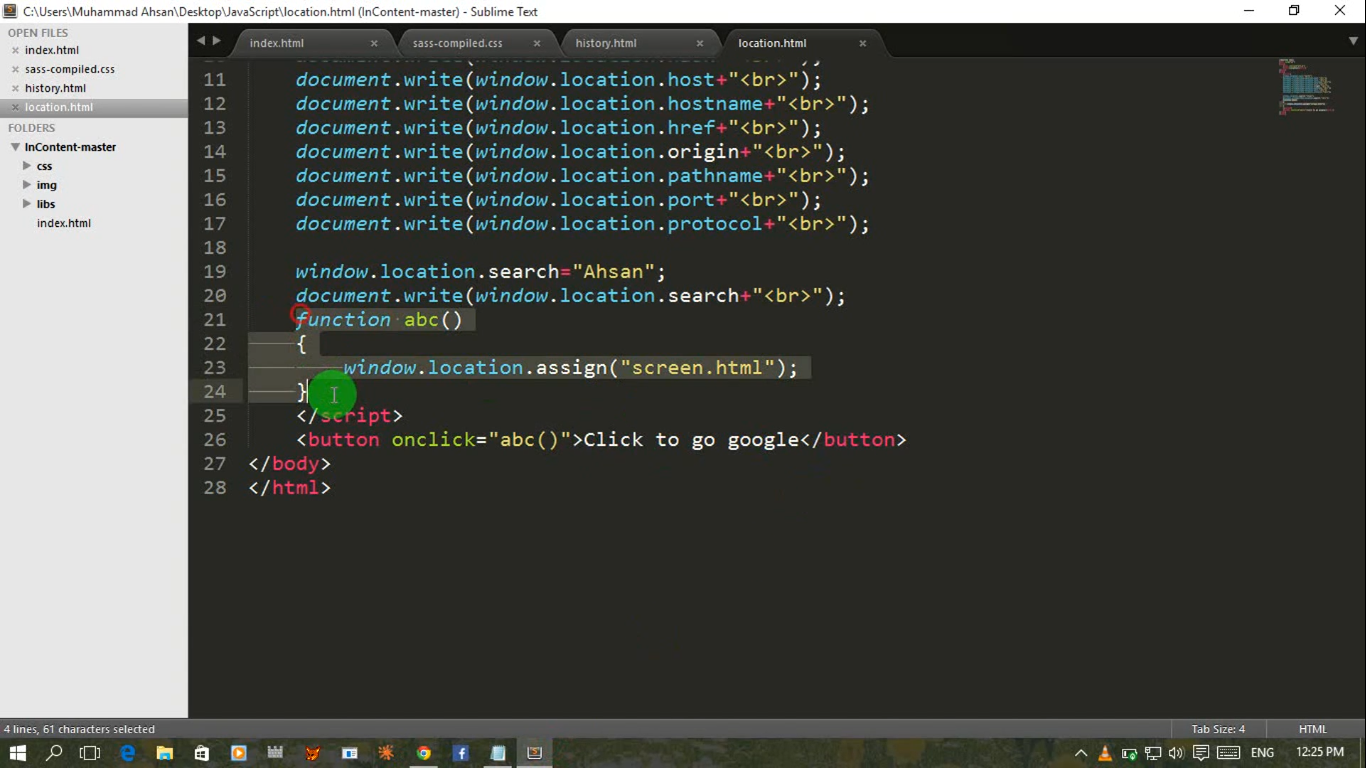 C:\Users\Muhammad Ahsan\Desktop\JavaScript\location.html (InContent-master) - Sublime Text
OPEN FILES
index.html
sass-compiled.css
history.html
location.html
FOLDERS
InContent-master
css
img
libs
index.html
index.html
sass-compiled.css
history.html
location.html
11 document.write(window.location.host+"<br>");
12 document.write(window.location.hostname+"<br>");
13 document.write(window.location.href+"<br>");
14 document.write(window.location.origin+"<br>");
15 document.write(window.location.pathname+"<br>");
16 document.write(window.location.port+"<br>");
17 document.write(window.location.protocol+"<br>");
18
19 window.location.search="Ahsan";
20 document.write(window.location.search+"<br>");
21 function abc()
22 {
23 window.location.assign("screen.html");
24 }
25 </script>
26 <button onclick="abc()">Click to go google</button>
27 </body>
28 </html>
4 lines, 61 characters selected
Tab Size: 4
HTML
ENG
12:25 PM